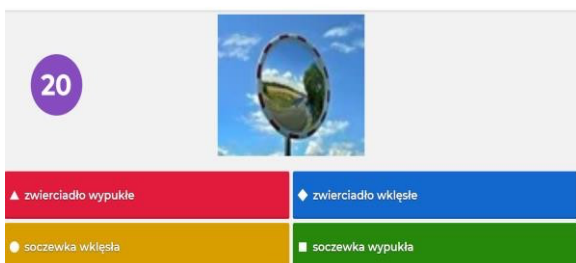 20
zwierciadło wypukłe
zwierciadło wklęsłe
soczewka wklęsła
soczewka wypukła